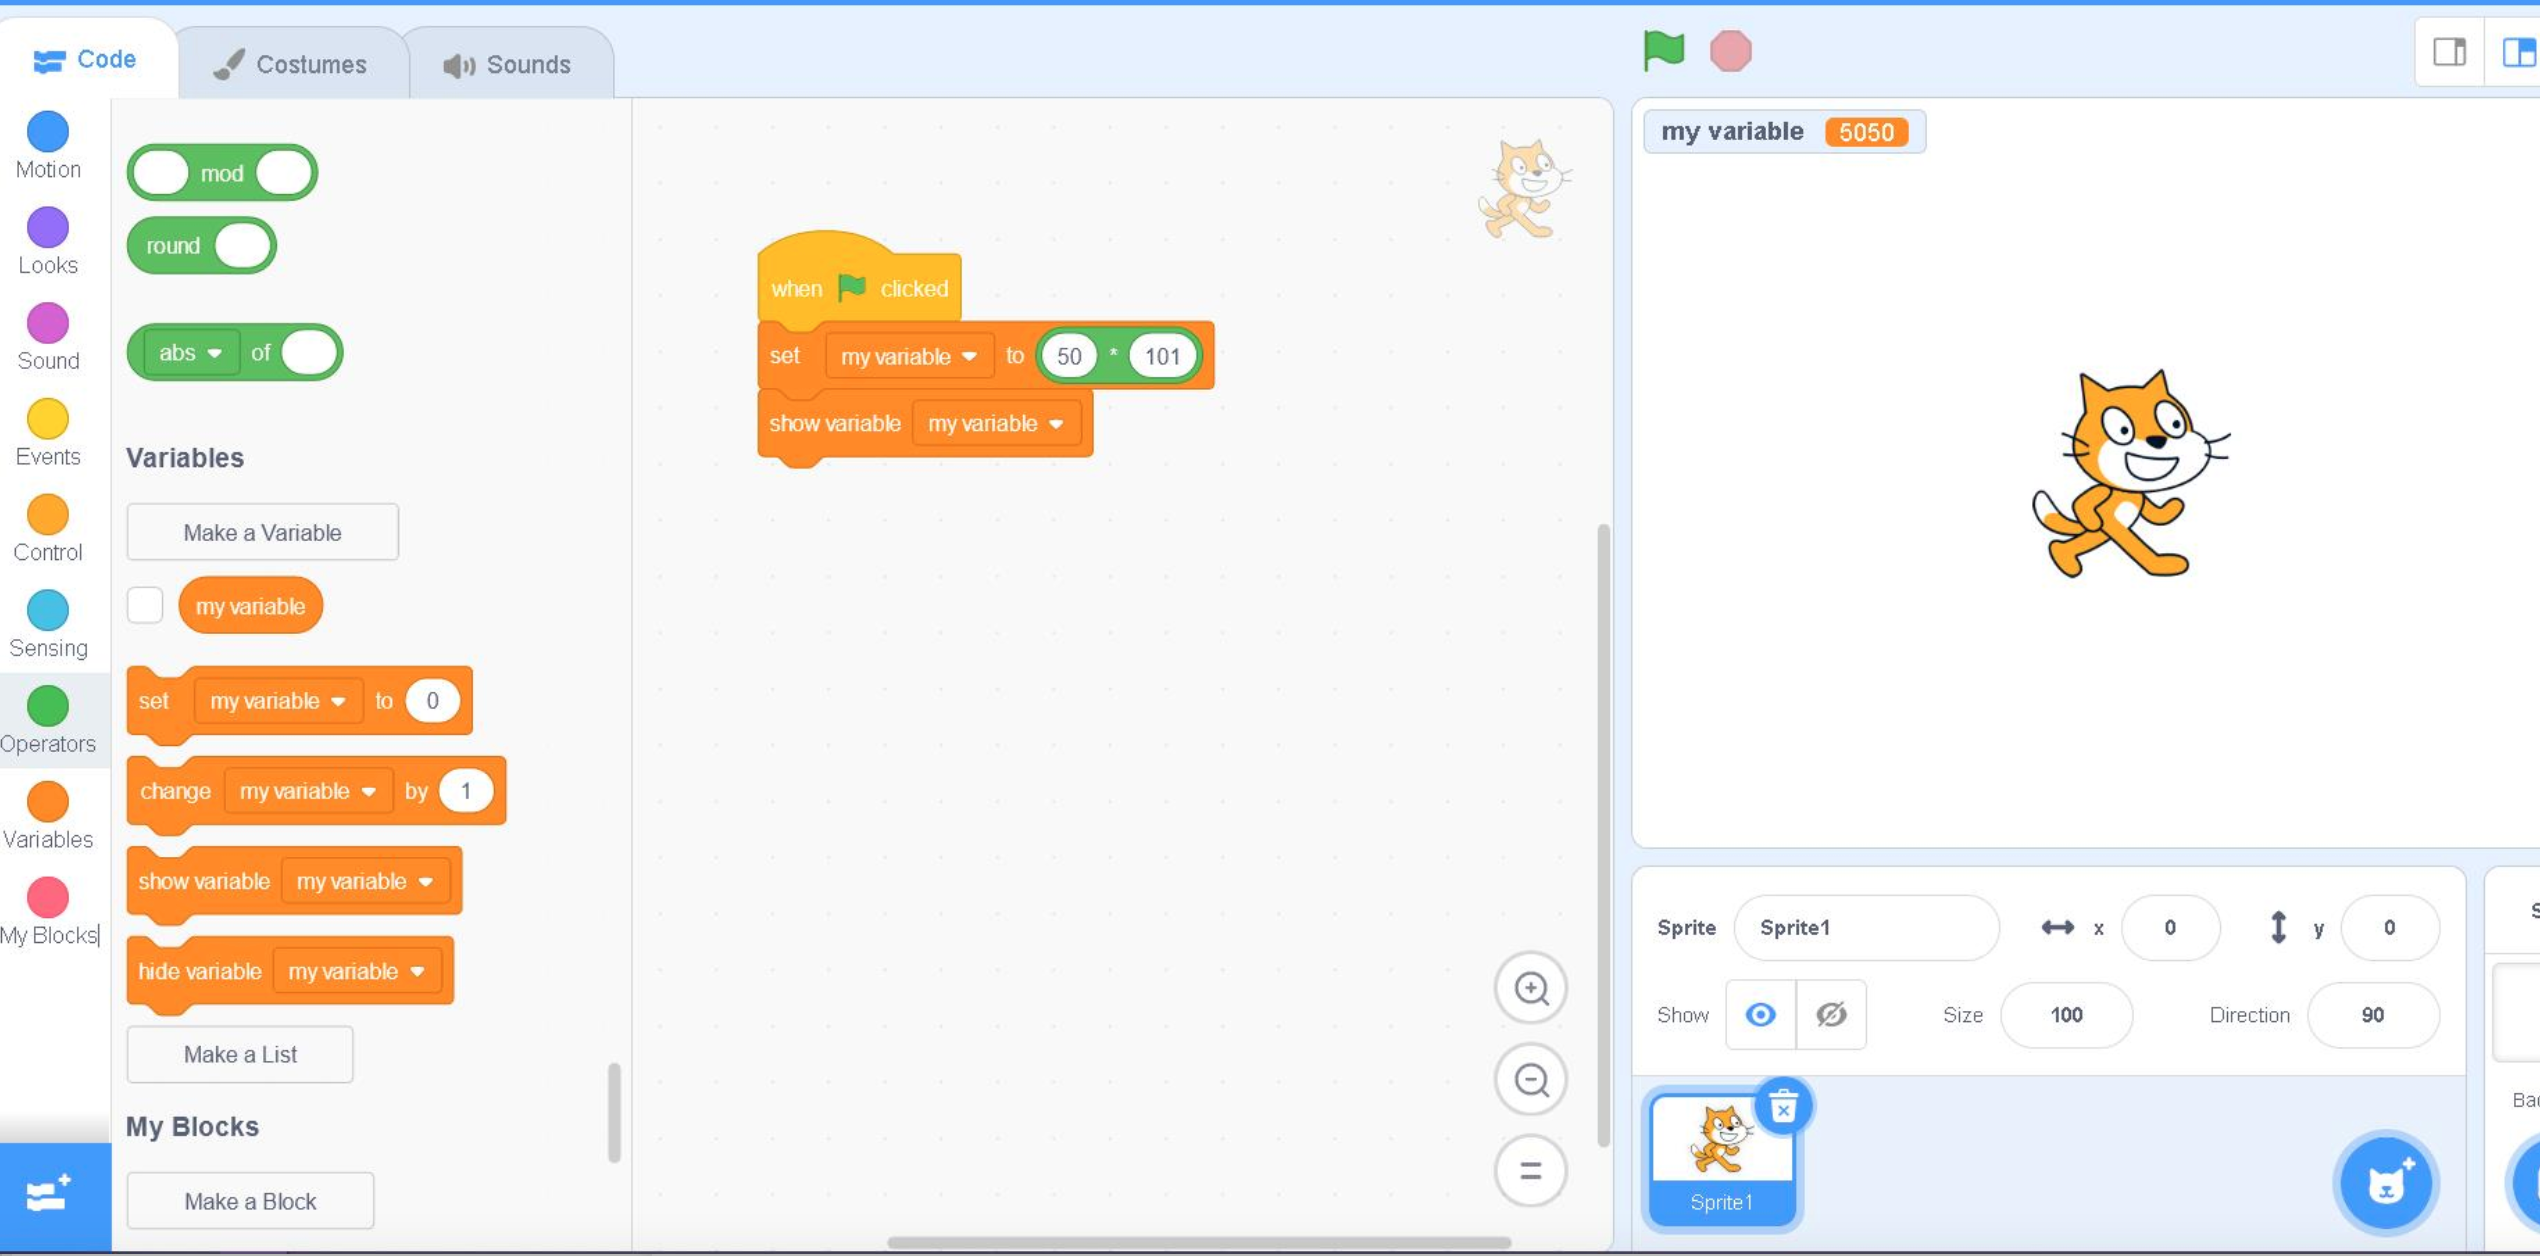 Code
Costumes
Sounds
Motion
Looks
Sound
Events
Control
Sensing
Operators
Variables
My Blocks
mod
round
abs of
Variables
Make a Variable
my variable
set my variable to 0
change my variable by 1
show variable my variable
hide variable my variable
Make a List
My Blocks
Make a Block
when clicked
set my variable to 50 * 101
show variable my variable
my variable 5050
Sprite Sprite1 x 0 y 0
Show Size 100 Direction 90
Sprite1